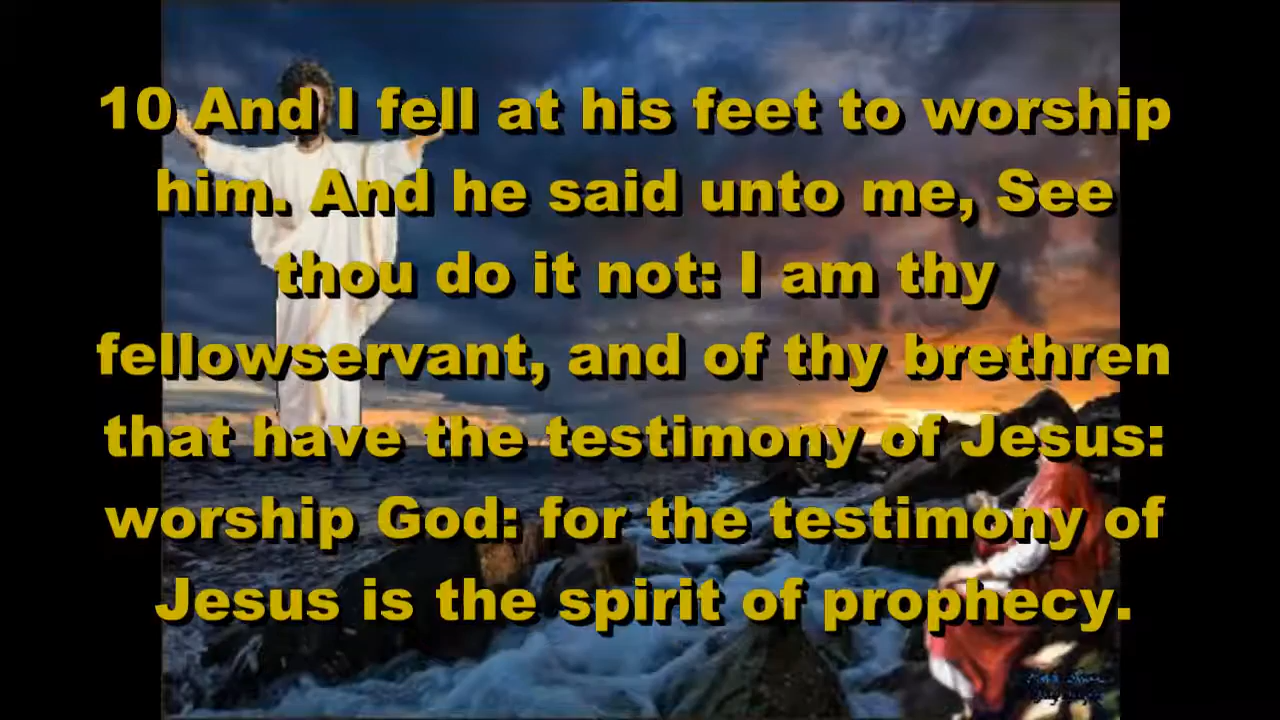 10 And I fell at his feet to worship
him. And he said unto me, See
thou do it not: I am thy
fellowservant, and of thy brethren
that have the testimony of Jesus:
worship God: for the testimony of
Jesus is the spirit of prophecy.